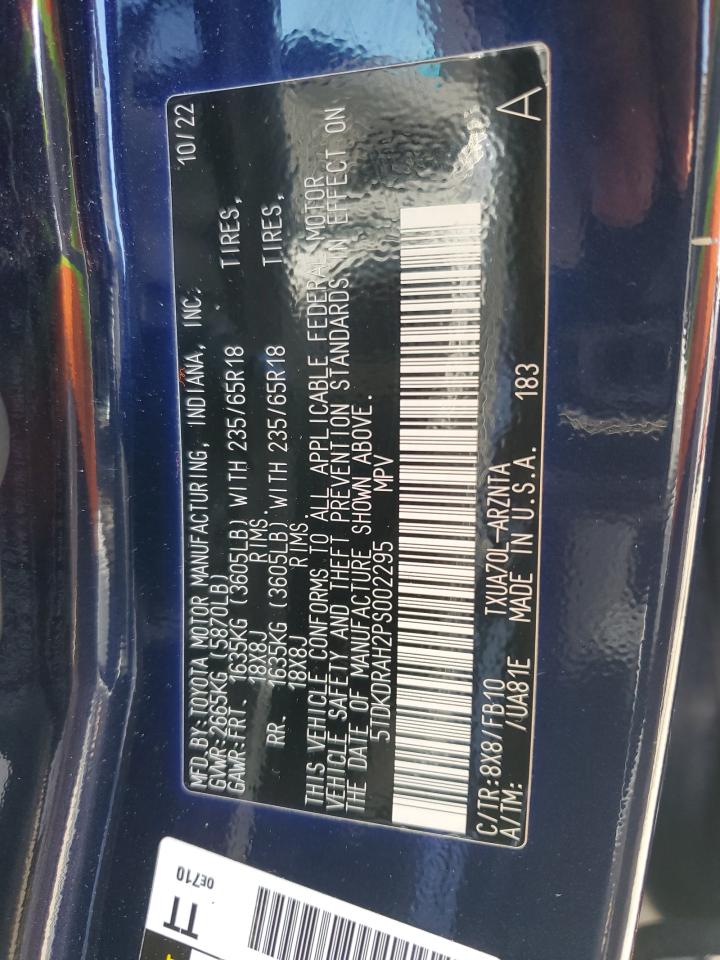 MFD.BY:TOYOTA MOTOR MANUFACTURING, INDIANA, INC. 10/22
GVWR:2665KG (5870LB)
GAWR:FRT. 1635KG (3605LB) WITH 235/65R18 TIRES,
18X8J RIMS.
RR. 1635KG (3605LB) WITH 235/65R18 TIRES,
18X8J RIMS.
THIS VEHICLE CONFORMS TO ALL APPLICABLE FEDERAL MOTOR
VEHICLE SAFETY AND THEFT PREVENTION STANDARDS IN EFFECT ON
THE DATE OF MANUFACTURE SHOWN ABOVE.
5TDKDRAH2PS002295 MPV
C/TR:8X8/FB10 TXUA70L-ARZNTA A
A/TM: /UA81E MADE IN U.S.A. 183
TT
0E710